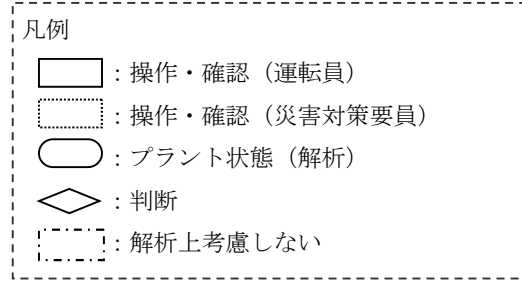 凡例
：操作・確認（運転員）
：操作・確認（災害対策要員）
：プラント状態（解析）
：判断
：解析上考慮しない